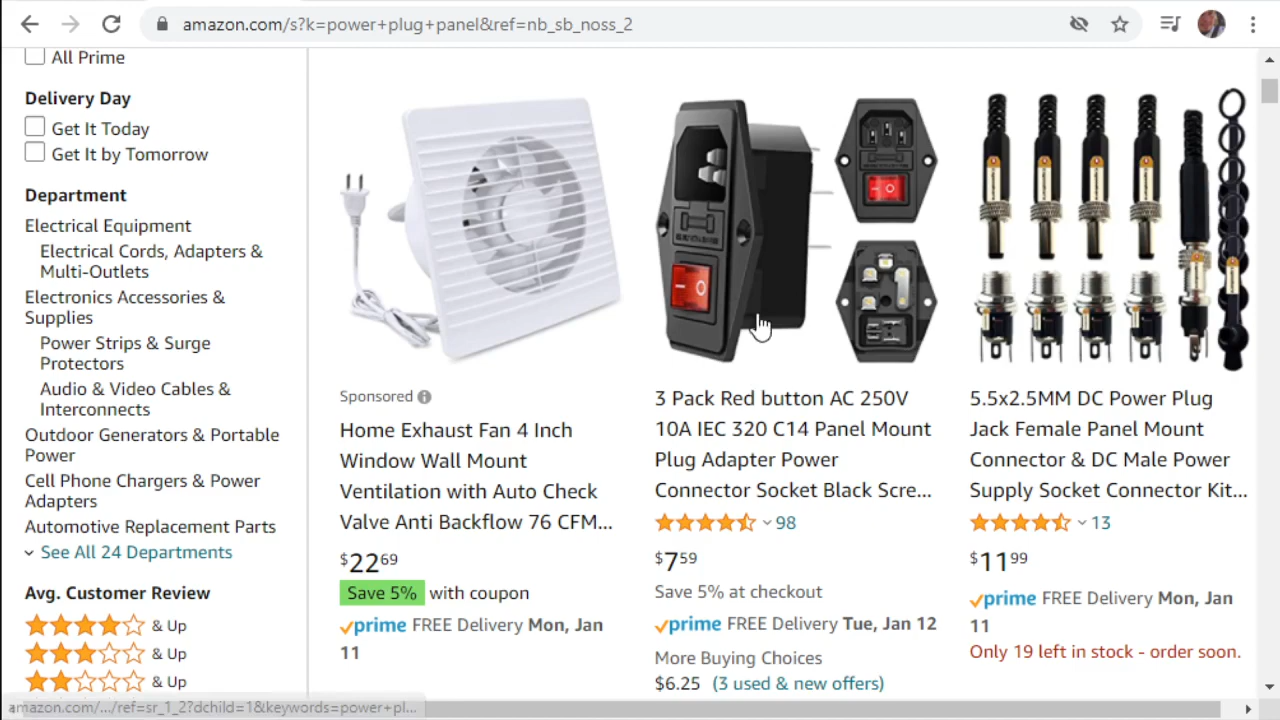 amazon.com/s?k=power+plug+panel&ref=nb_sb_noss_2
All Prime
Delivery Day
Get It Today
Get It by Tomorrow
Department
Electrical Equipment
Electrical Cords, Adapters &
Multi-Outlets
Electronics Accessories &
Supplies
Power Strips & Surge
Protectors
Audio & Video Cables &
Interconnects
Outdoor Generators & Portable
Power
Cell Phone Chargers & Power
Adapters
Automotive Replacement Parts
See All 24 Departments
Avg. Customer Review
& Up
& Up
& Up
Sponsored
Home Exhaust Fan 4 Inch
Window Wall Mount
Ventilation with Auto Check
Valve Anti Backflow 76 CFM...
$2269
Save 5% with coupon
prime FREE Delivery Mon, Jan
11
3 Pack Red button AC 250V
10A IEC 320 C14 Panel Mount
Plug Adapter Power
Connector Socket Black Scre...
98
$759
Save 5% at checkout
prime FREE Delivery Tue, Jan 12
More Buying Choices
$6.25 (3 used & new offers)
5.5x2.5MM DC Power Plug
Jack Female Panel Mount
Connector & DC Male Power
Supply Socket Connector Kit...
13
$1199
prime FREE Delivery Mon, Jan
11
Only 19 left in stock - order soon.
amazon.com/.../ref=sr_1_2?dchild=1&keywords=power+pl...